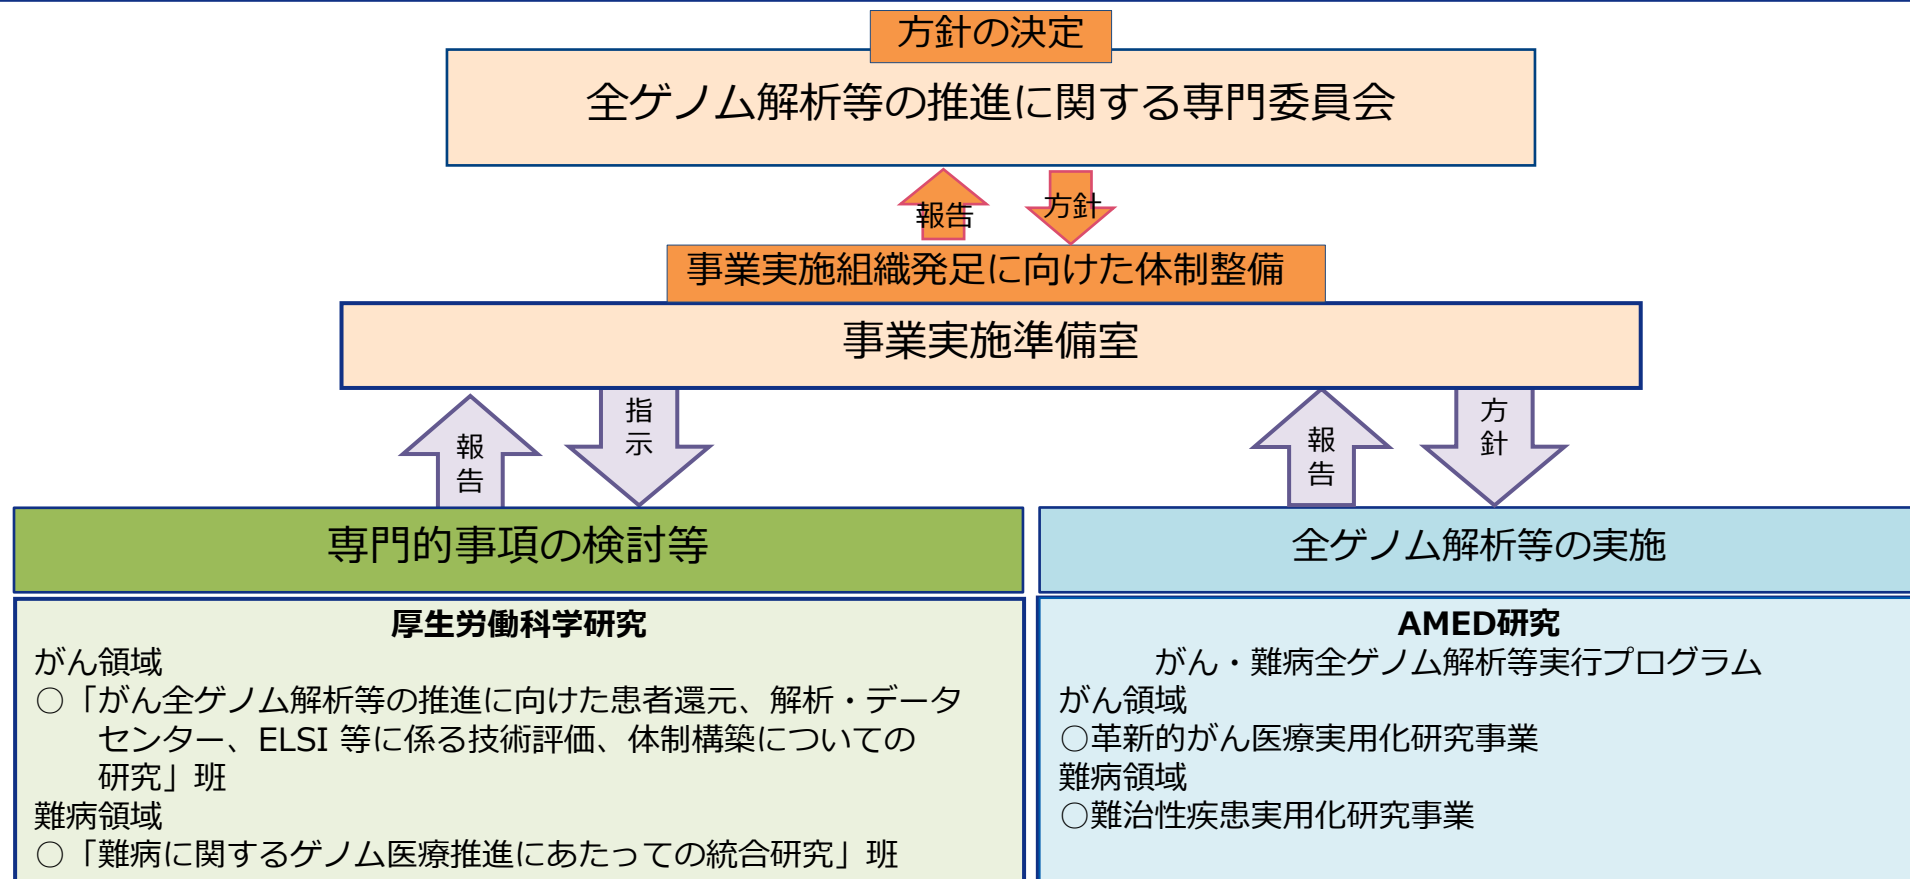 方針の決定
全ゲノム解析等の推進に関する専門委員会
報告
方針
事業実施組織発足に向けた体制整備
事業実施準備室
報告
指示
報告
方針
専門的事項の検討等
厚生労働科学研究
がん領域
○「がん全ゲノム解析等の推進に向けた患者還元、解析・データ
センター、ELSI 等に係る技術評価、体制構築についての
研究」班
難病領域
○「難病に関するゲノム医療推進にあたっての統合研究」班
全ゲノム解析等の実施
AMED研究
がん・難病全ゲノム解析等実行プログラム
がん領域
○革新的がん医療実用化研究事業
難病領域
○難治性疾患実用化研究事業